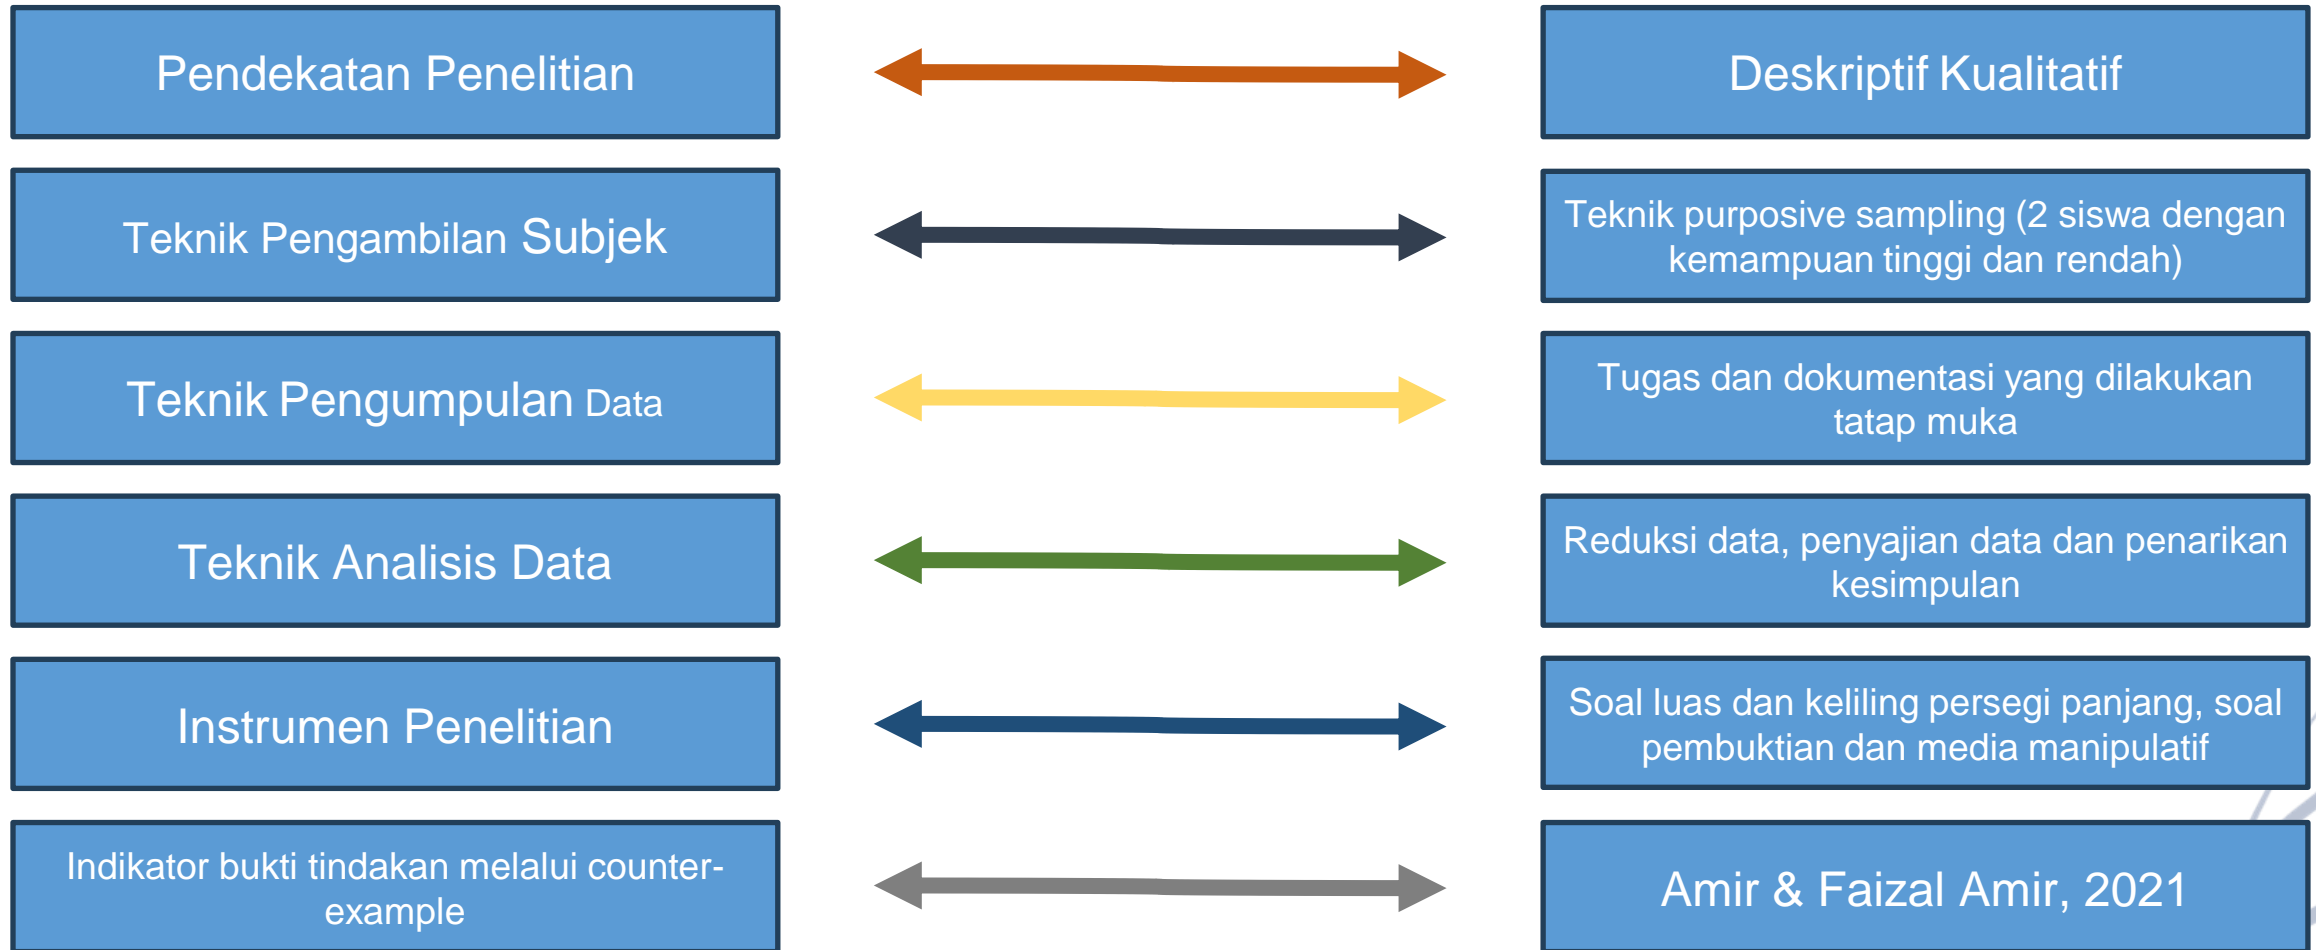 Pendekatan Penelitian
Deskriptif Kualitatif
Teknik Pengambilan Subjek
Teknik purposive sampling (2 siswa dengan
kemampuan tinggi dan rendah)
Teknik Pengumpulan Data
Tugas dan dokumentasi yang dilakukan
tatap muka
Teknik Analisis Data
Reduksi data, penyajian data dan penarikan
kesimpulan
Instrumen Penelitian
Soal luas dan keliling persegi panjang, soal
pembuktian dan media manipulatif
Indikator bukti tindakan melalui counter-
example
Amir & Faizal Amir, 2021